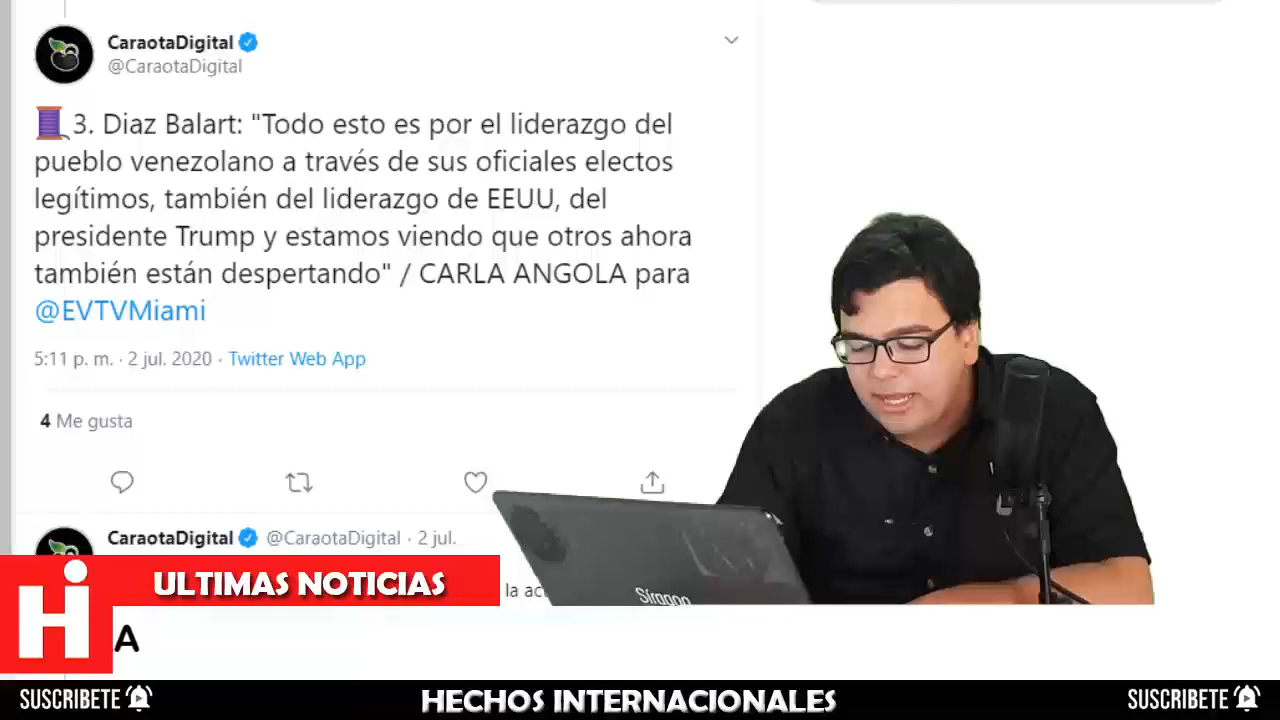 CaraotaDigital
@CaraotaDigital
3. Diaz Balart: "Todo esto es por el liderazgo del
pueblo venezolano a través de sus oficiales electos
legítimos, también del liderazgo de EEUU, del
presidente Trump y estamos viendo que otros ahora
también están despertando" / CARLA ANGOLA para
@EVTVMiami
5:11 p. m. · 2 jul. 2020 · Twitter Web App
4 Me gusta
CaraotaDigital @CaraotaDigital · 2 jul.
la
Siragon
Hi ULTIMAS NOTICIAS
A
SUSCRIBETE HECHOS INTERNACIONALES SUSCRIBETE